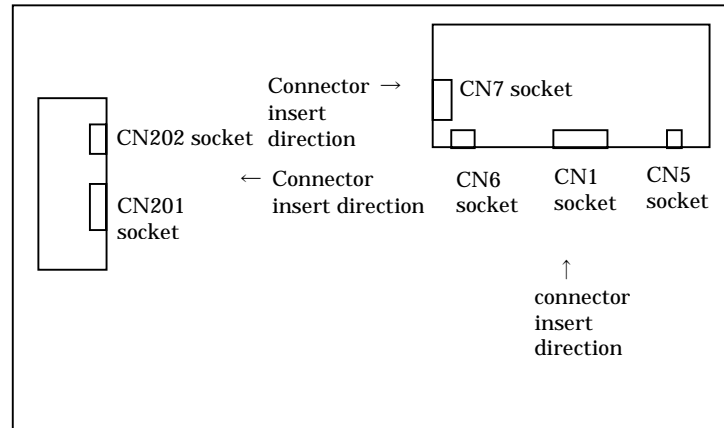 Connector →
insert
direction
CN7 socket
CN202 socket
← Connector
insert direction
CN201
socket
CN6
socket
CN1
socket
CN5
socket
↑
connector
insert
direction